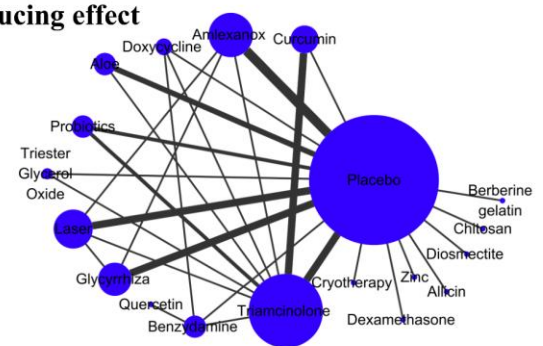 ucing effect
Amlexanox
Curcumin
Doxycycline
Aloe
Probiotics
Triester
Glycerol
Oxide
Placebo
Berberine
gelatin
Chitosan
Laser
Diosmectite
Glycyrrhiza
Cryotherapy
Zinc
Allicin
Quercetin
Triamcinolone
Benzydamine
Dexamethasone